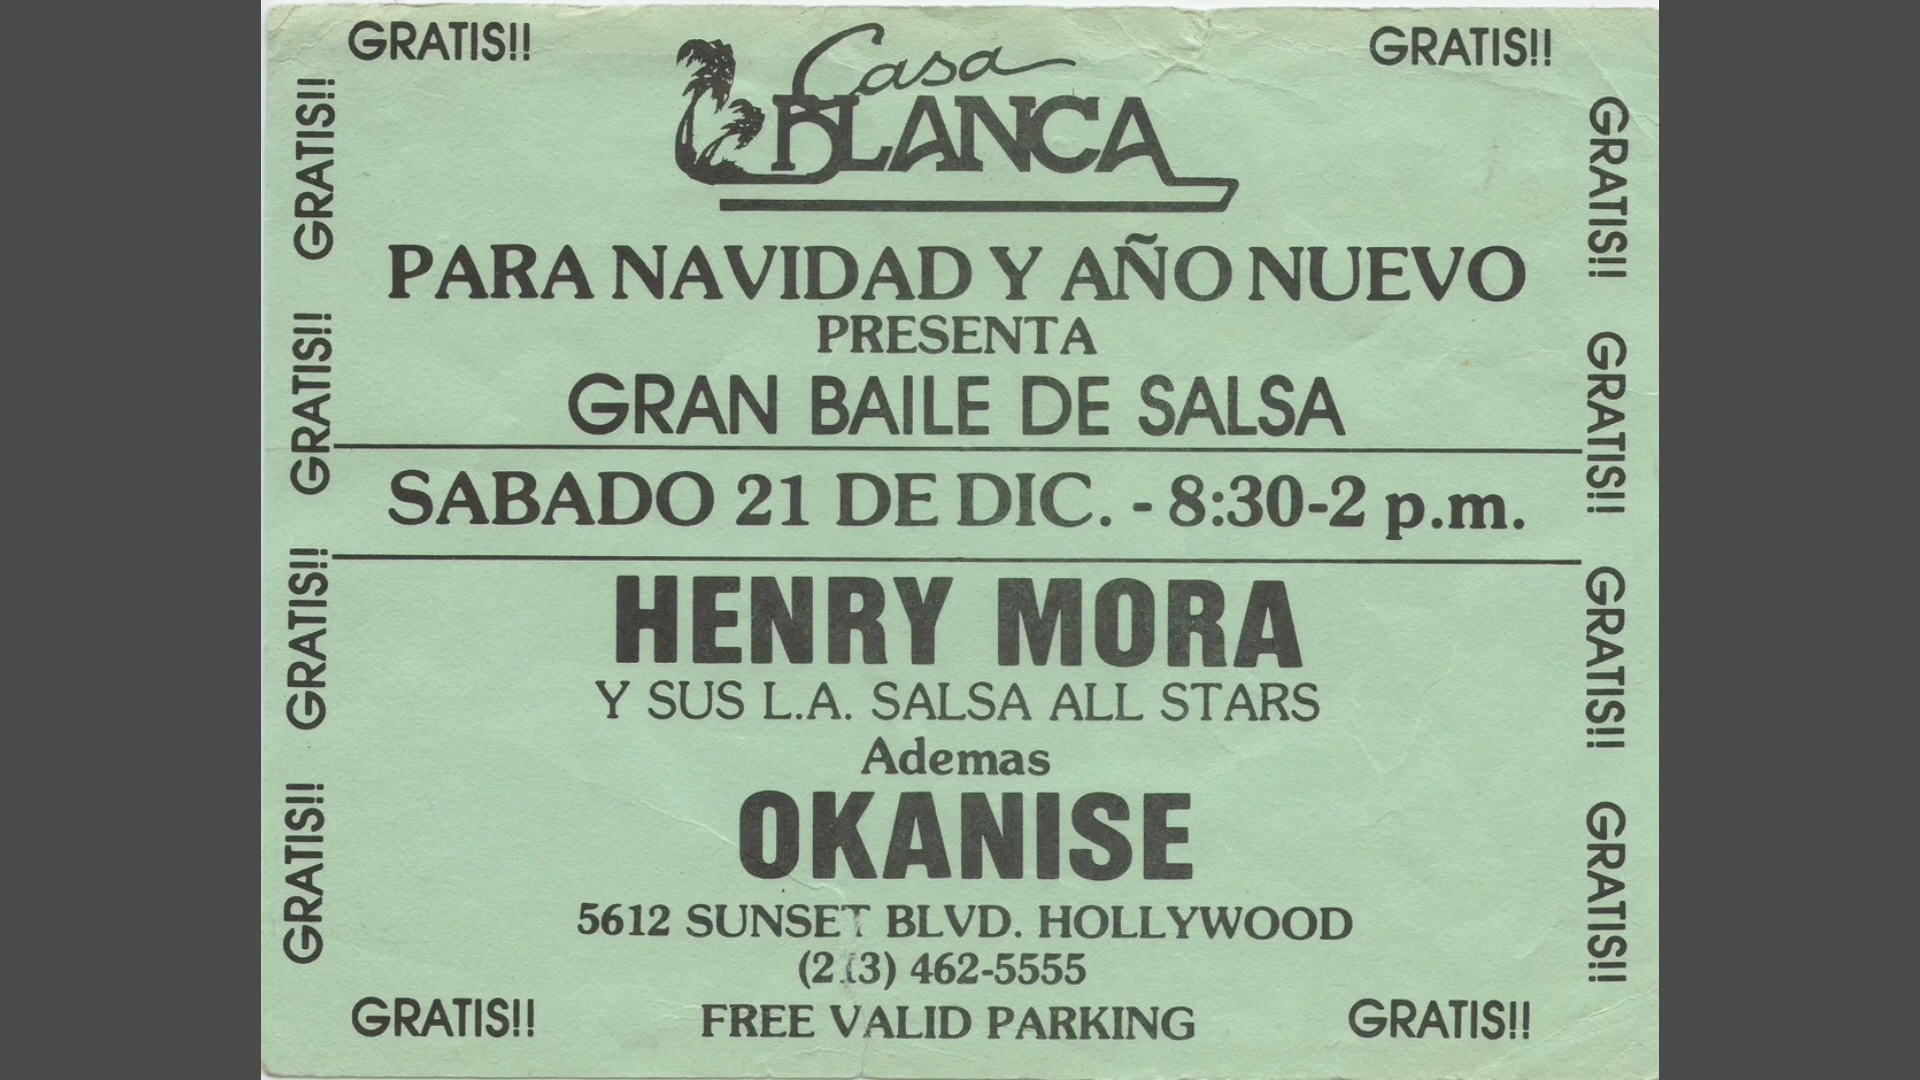 GRATIS!!
GRATIS!!
Casa
BLANCA
PARA NAVIDAD Y AÑO NUEVO
PRESENTA
GRAN BAILE DE SALSA
SABADO 21 DE DIC. - 8:30-2 p.m.
HENRY MORA
Y SUS L.A. SALSA ALL STARS
Ademas
OKANISE
5612 SUNSET BLVD. HOLLYWOOD
(213) 462-5555
FREE VALID PARKING
GRATIS!!
GRATIS!!
GRATIS!!
GRATIS!!
GRATIS!!
GRATIS!!
GRATIS!!
GRATIS!!
GRATIS!!
GRATIS!!